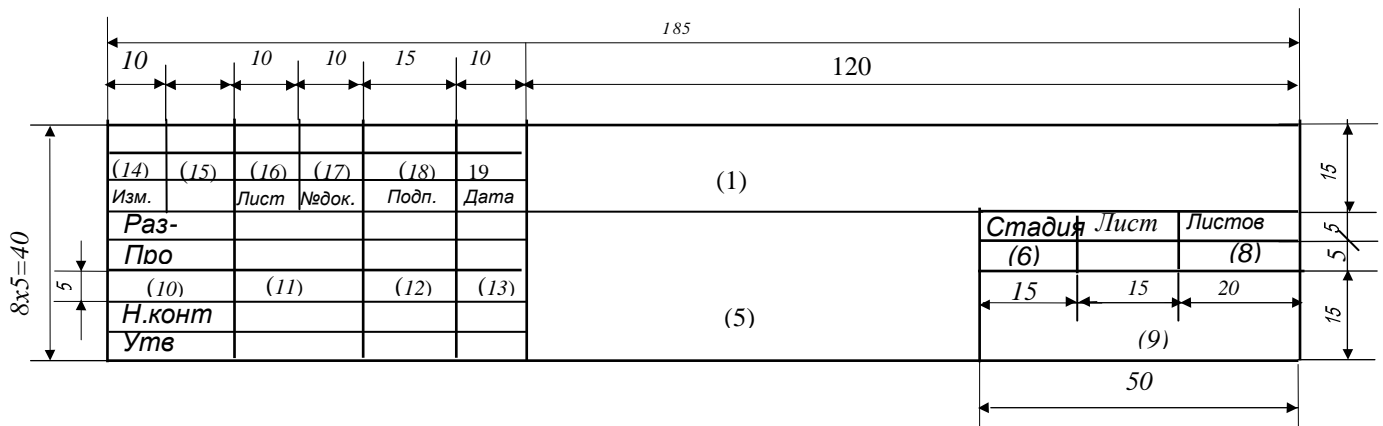 185
10 10 10 15 10 120
(14) (15) (16) (17) (18) 19 (1) 15
Изм. Лист №док. Подп. Дата
Раз- Стадия Лист Листов 5
Про (6) (8) 5
8x5=40 5 (10) (11) (12) (13) 15 15 20
Н.конт (5) 15
Утв (9)
50